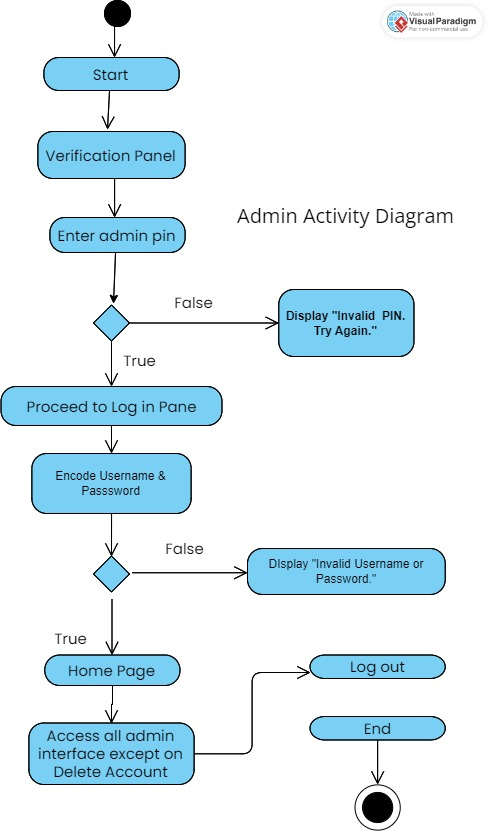 Made with
Visual Paradigm
For non-commercial use
Start
Verification Panel
Admin Activity Diagram
Enter admin pin
False
Display "Invalid  PIN.
Try Again."
True
Proceed to Log in Pane
Encode Username &
Passsword
False
DIsplay "Invalid Username or
Password."
True
Home Page
Log out
Access all admin
interface except on
Delete Account
End